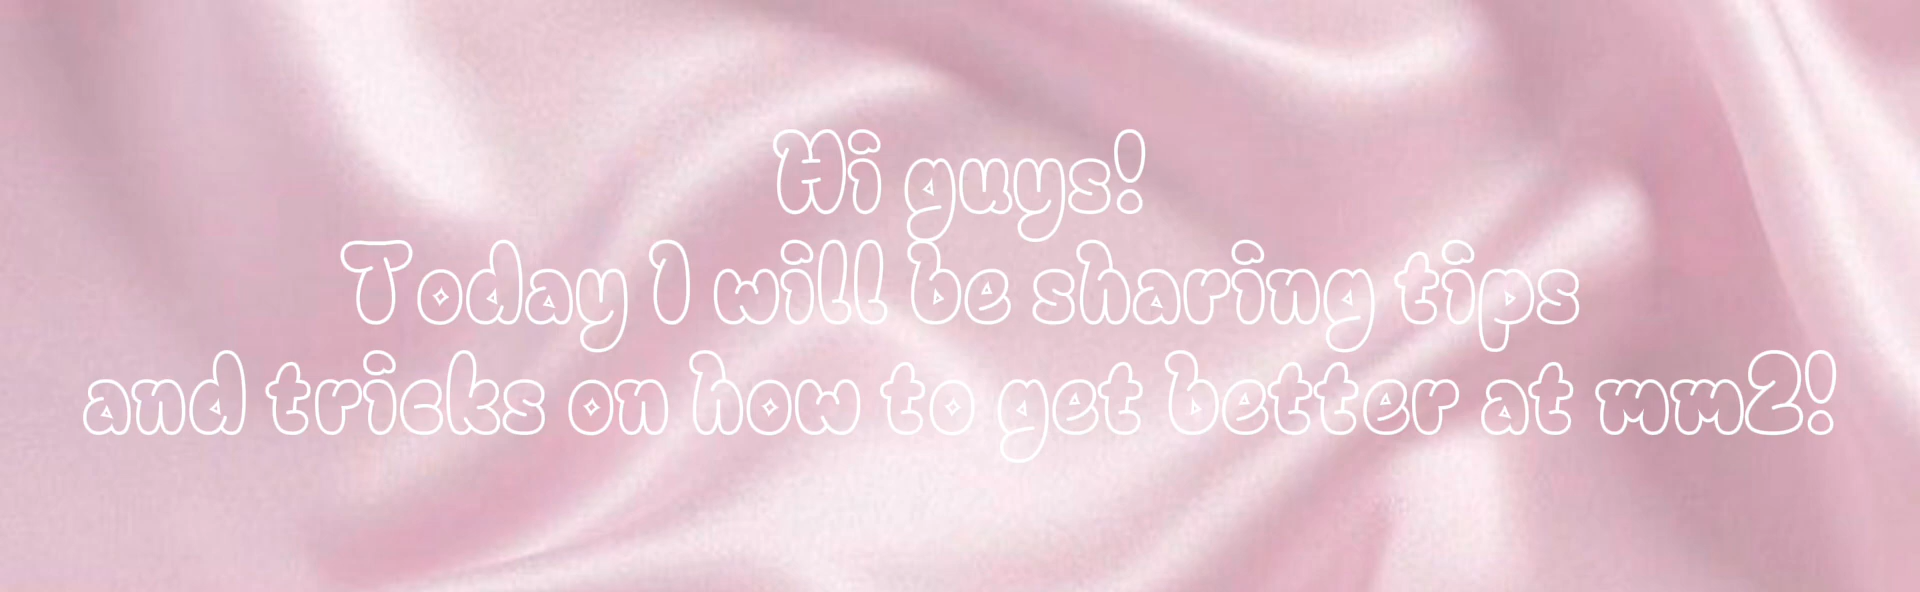 Hi guys!
Today I will be sharing tips
and tricks on how to get better at mm2!